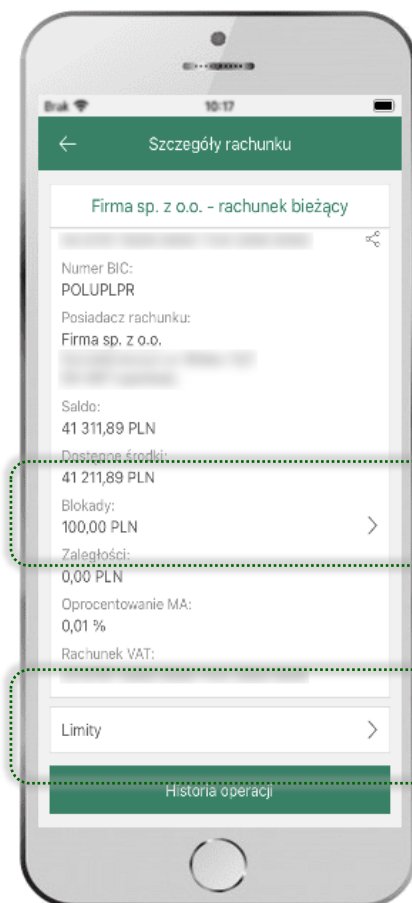 Brak 10:17
Szczegóły rachunku
Firma sp. z o.o. - rachunek bieżący
Numer BIC:
POLUPLPR
Posiadacz rachunku:
Firma sp. z o.o.
Saldo:
41 311,89 PLN
Dostępne środki:
41 211,89 PLN
Blokady:
100,00 PLN
Zaległości:
0,00 PLN
Oprocentowanie MA:
0,01 %
Rachunek VAT:
Limity
Historia operacji